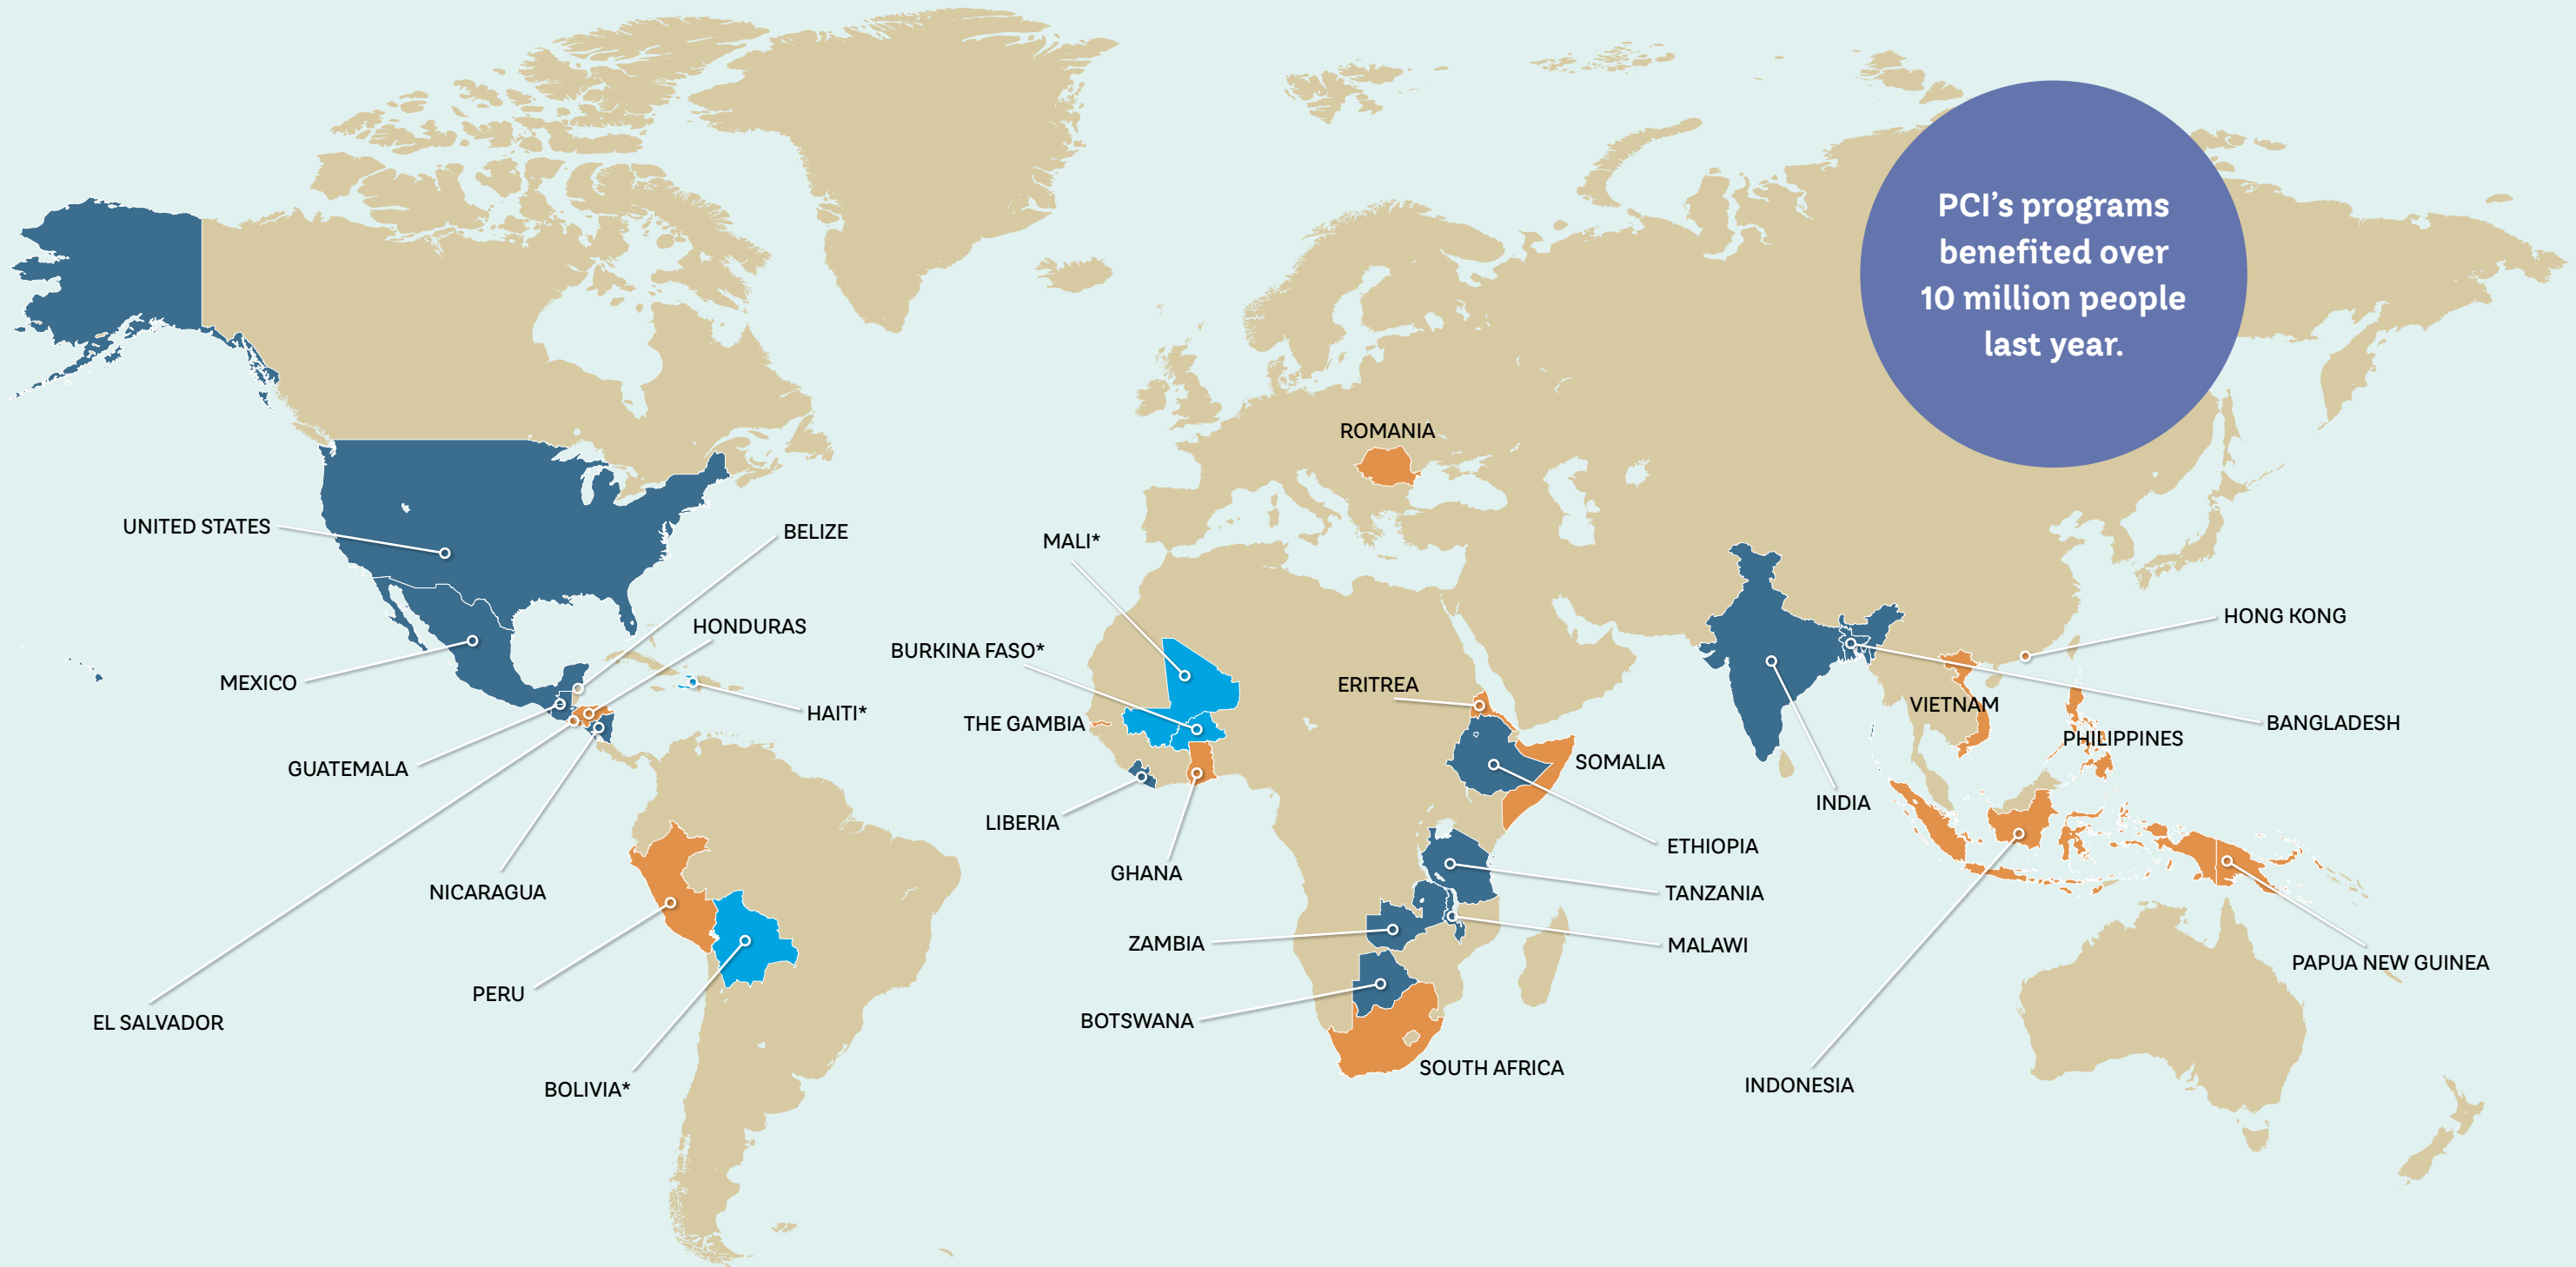 PCI’s programs
benefited over
10 million people
last year.
ROMANIA
UNITED STATES
BELIZE
MALI*
HONDURAS
HONG KONG
BURKINA FASO*
MEXICO
ERITREA
HAITI*
THE GAMBIA
VIETNAM
BANGLADESH
PHILIPPINES
GUATEMALA
SOMALIA
LIBERIA
INDIA
ETHIOPIA
GHANA
NICARAGUA
TANZANIA
ZAMBIA
MALAWI
PERU
PAPUA NEW GUINEA
EL SALVADOR
BOTSWANA
SOUTH AFRICA
BOLIVIA*
INDONESIA